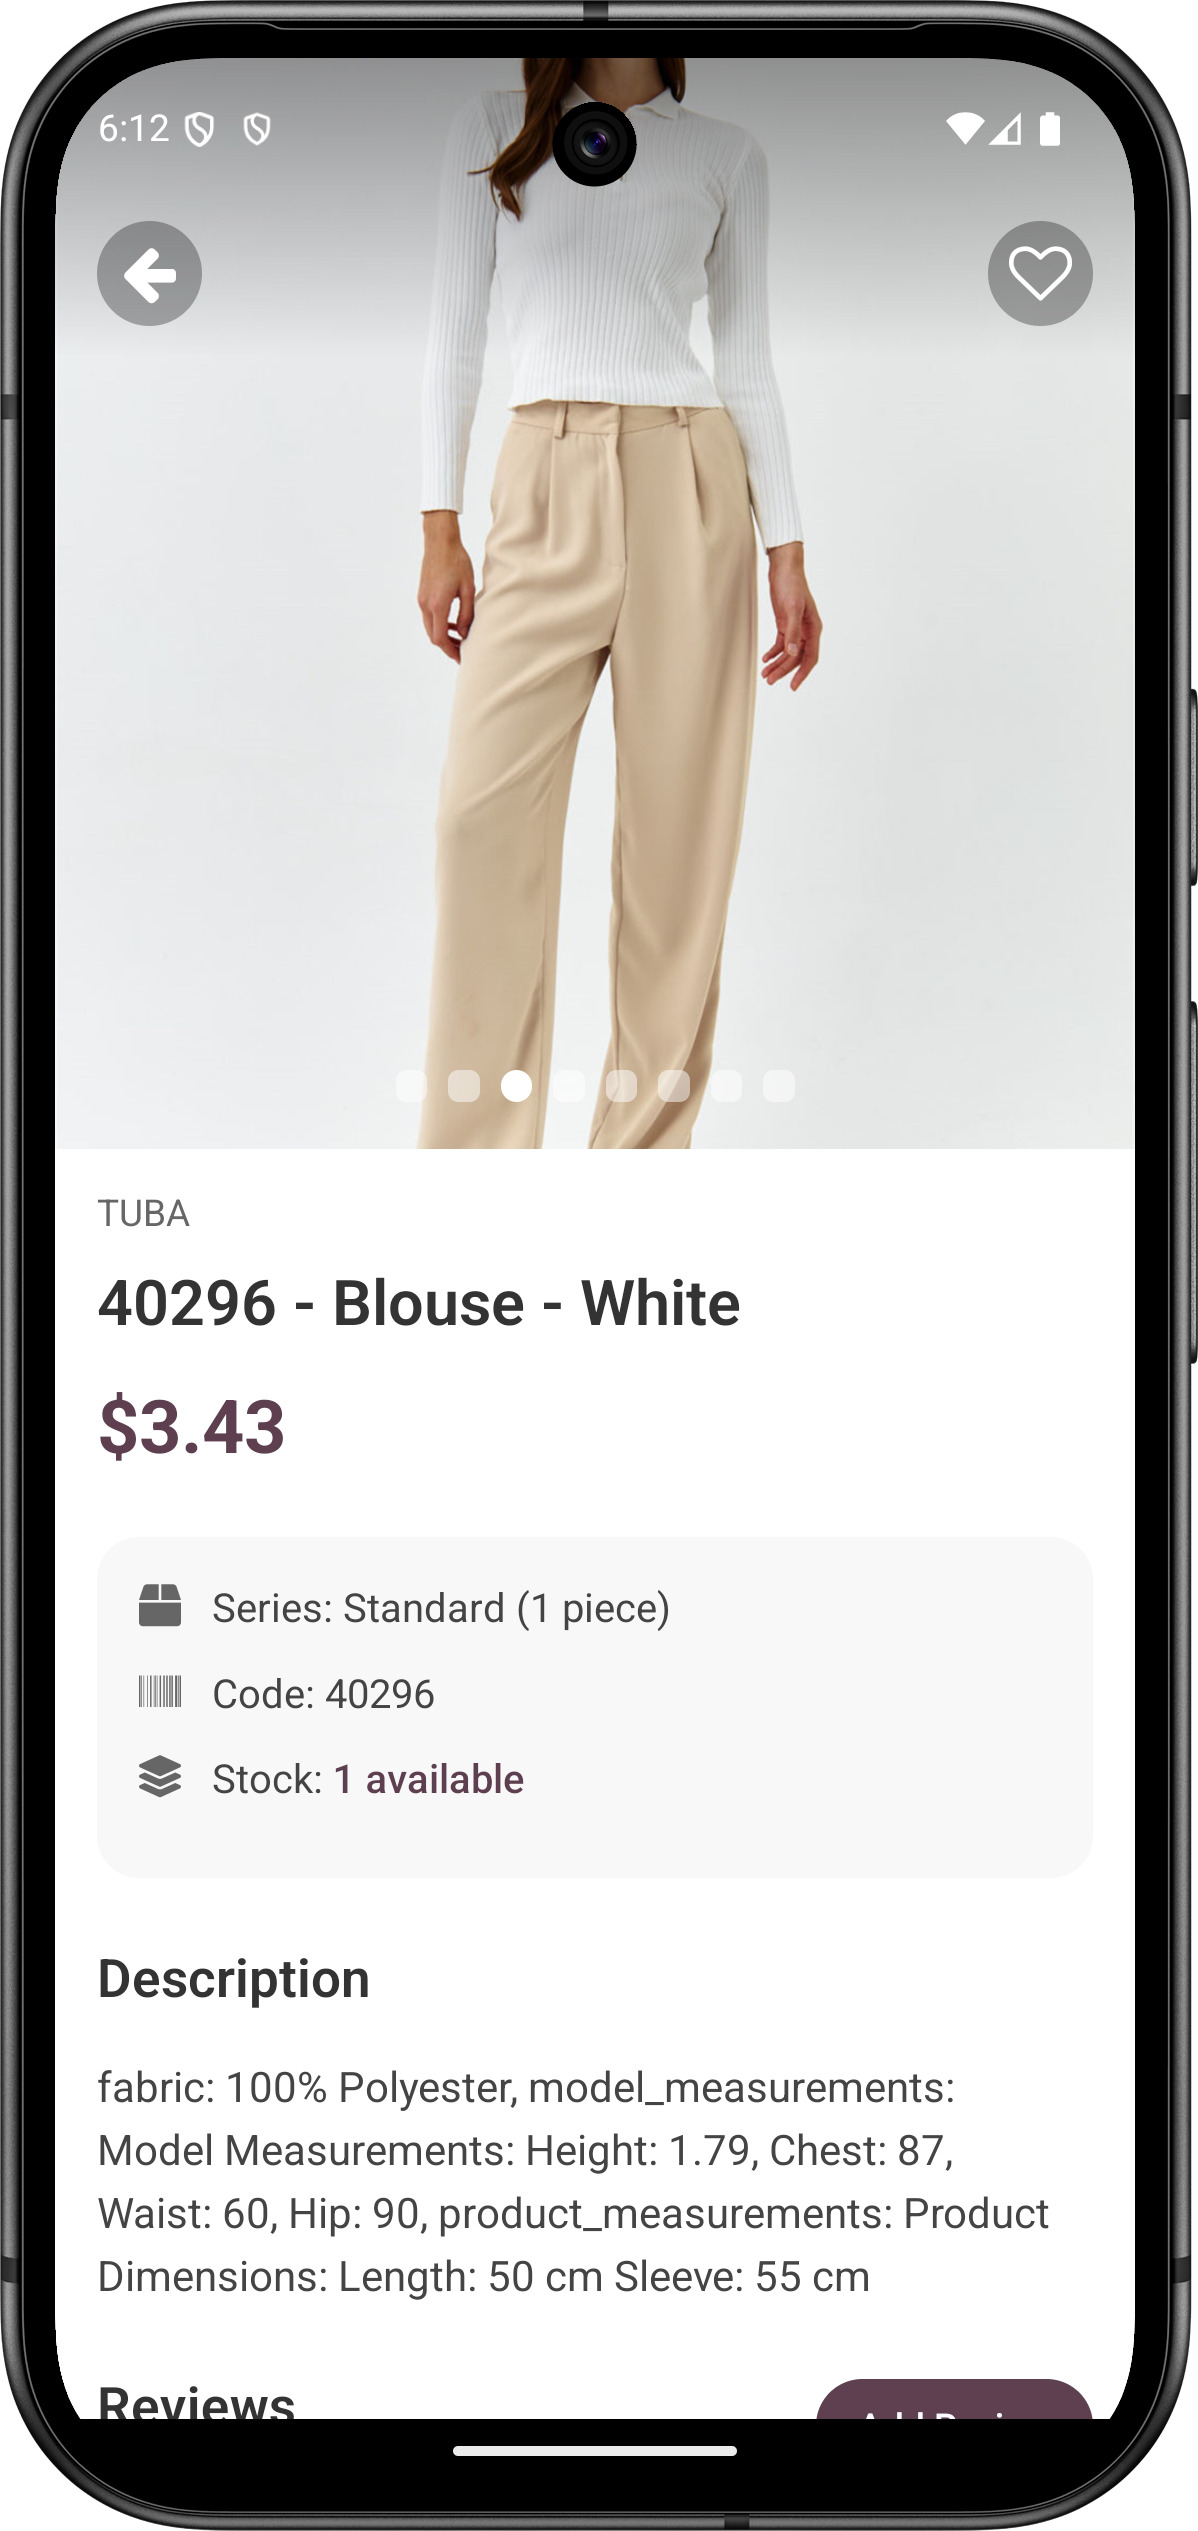 6:12
TUBA
40296 - Blouse - White
$3.43
Series: Standard (1 piece)
Code: 40296
Stock: 1 available
Description
fabric: 100% Polyester, model_measurements:
Model Measurements: Height: 1.79, Chest: 87,
Waist: 60, Hip: 90, product_measurements: Product
Dimensions: Length: 50 cm Sleeve: 55 cm
Reviews